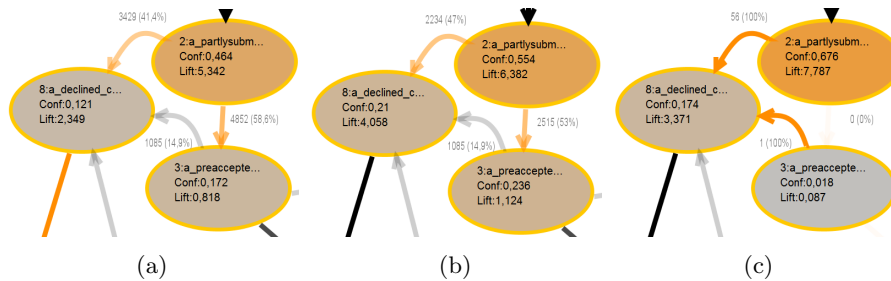 3429 (41,4%)
2:a_partlysubm...
Conf:0,464
Lift:5,342
8:a_declined_c...
Conf:0,121
Lift:2,349
4852 (58,6%)
1085 (14,9%)
3:a_preaccepte...
Conf:0,172
Lift:0,818
(a)
2234 (47%)
2:a_partlysubm...
Conf:0,554
Lift:6,382
8:a_declined_c...
Conf:0,21
Lift:4,058
2515 (53%)
1085 (14,9%)
3:a_preaccepte...
Conf:0,236
Lift:1,124
(b)
56 (100%)
2:a_partlysubm...
Conf:0,676
Lift:7,787
8:a_declined_c...
Conf:0,174
Lift:3,371
0 (0%)
1 (100%)
3:a_preaccepte...
Conf:0,018
Lift:0,087
(c)